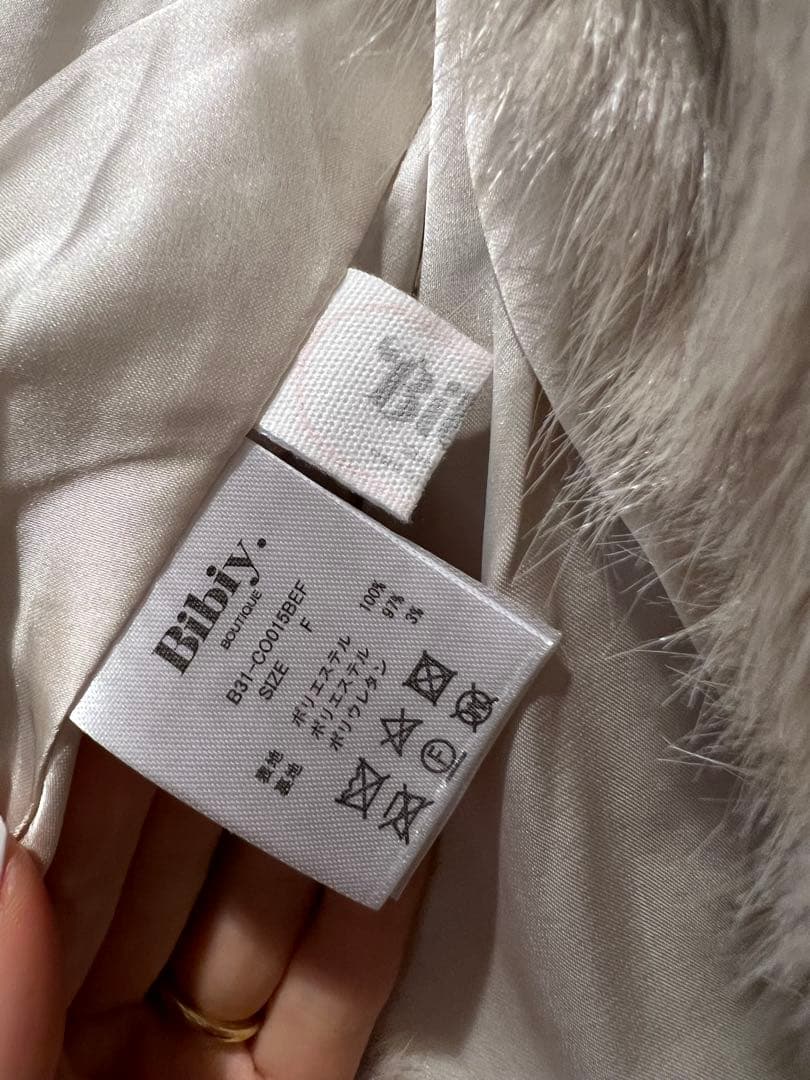 Bi
Bibiy.
BOUTIQUE
B31-CO015BEF
SIZE F
表地 ポリエステル 100%
裏地 ポリエステル 97%
ポリウレタン 3%
F